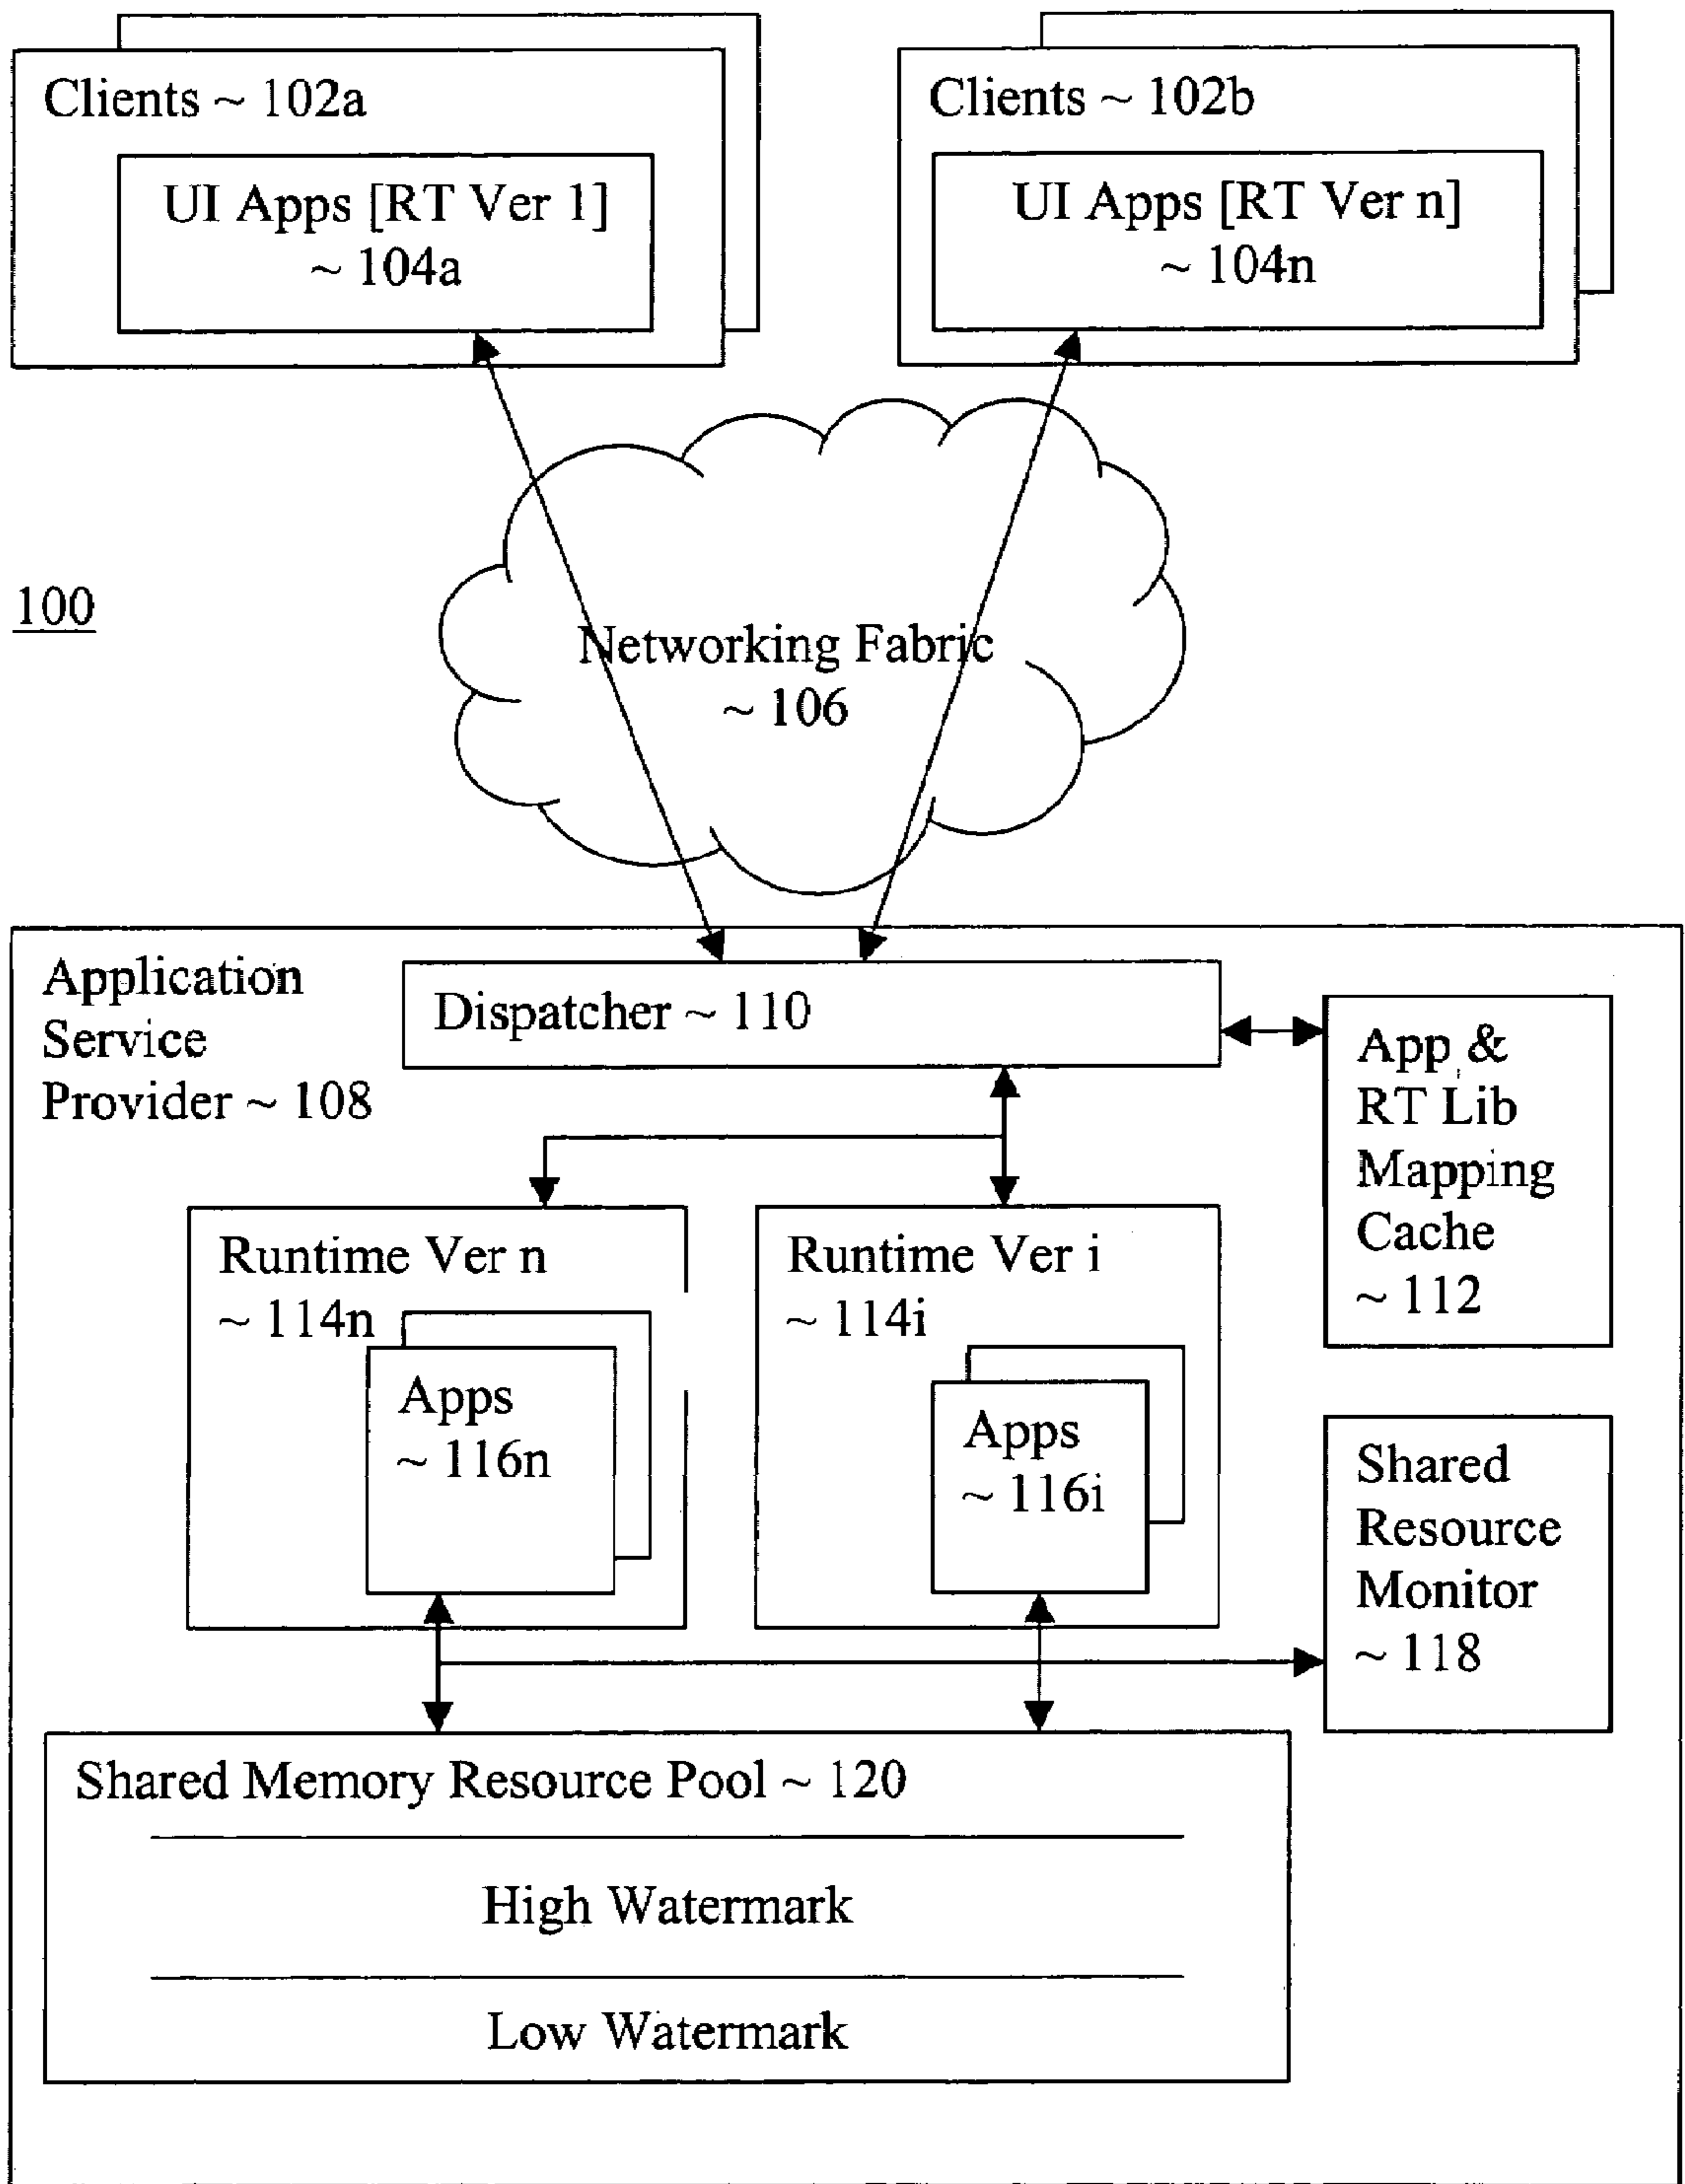 Clients ~ 102a
UI Apps [RT Ver 1]
~ 104a
Clients ~ 102b
UI Apps [RT Ver n]
~ 104n
100
Networking Fabric
~ 106
Application
Service
Provider ~ 108
Dispatcher ~ 110
App &
RT Lib
Mapping
Cache
~ 112
Runtime Ver n
~ 114n
Apps
~ 116n
Runtime Ver i
~ 114i
Apps
~ 116i
Shared
Resource
Monitor
~ 118
Shared Memory Resource Pool ~ 120
High Watermark
Low Watermark